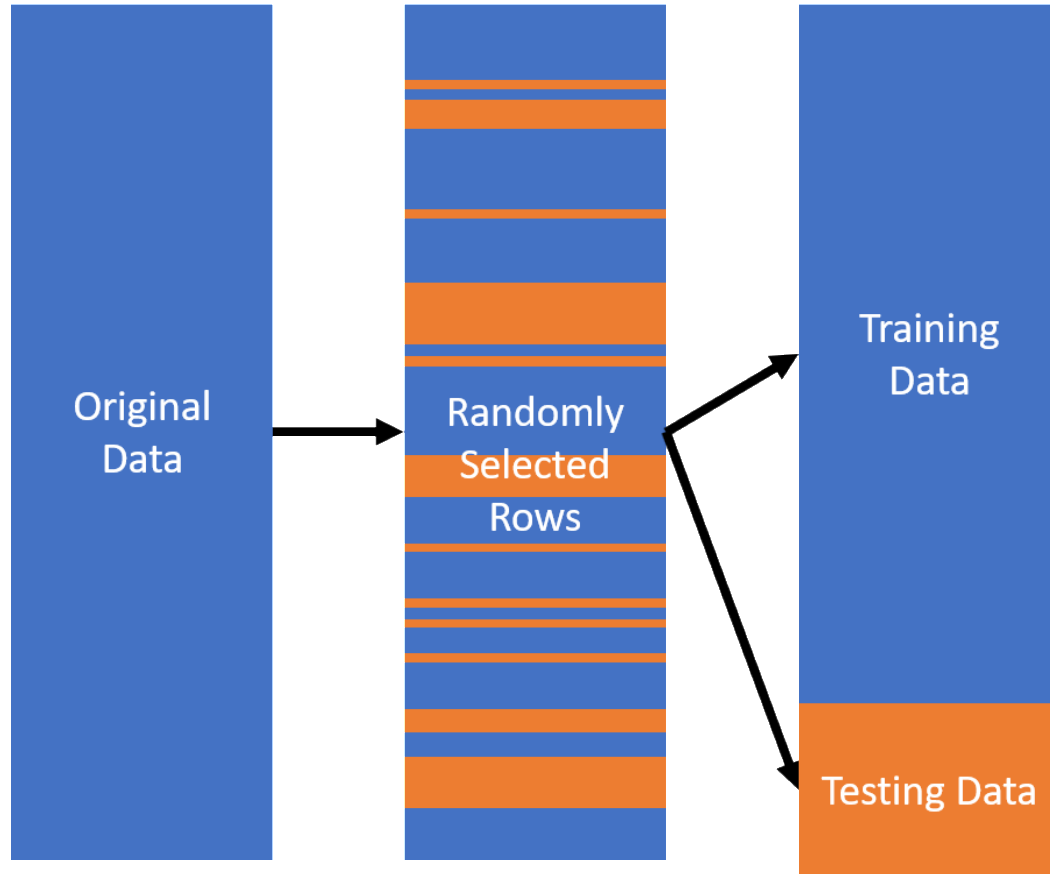 Original
Data
Randomly
Selected
Rows
Training
Data
Testing Data